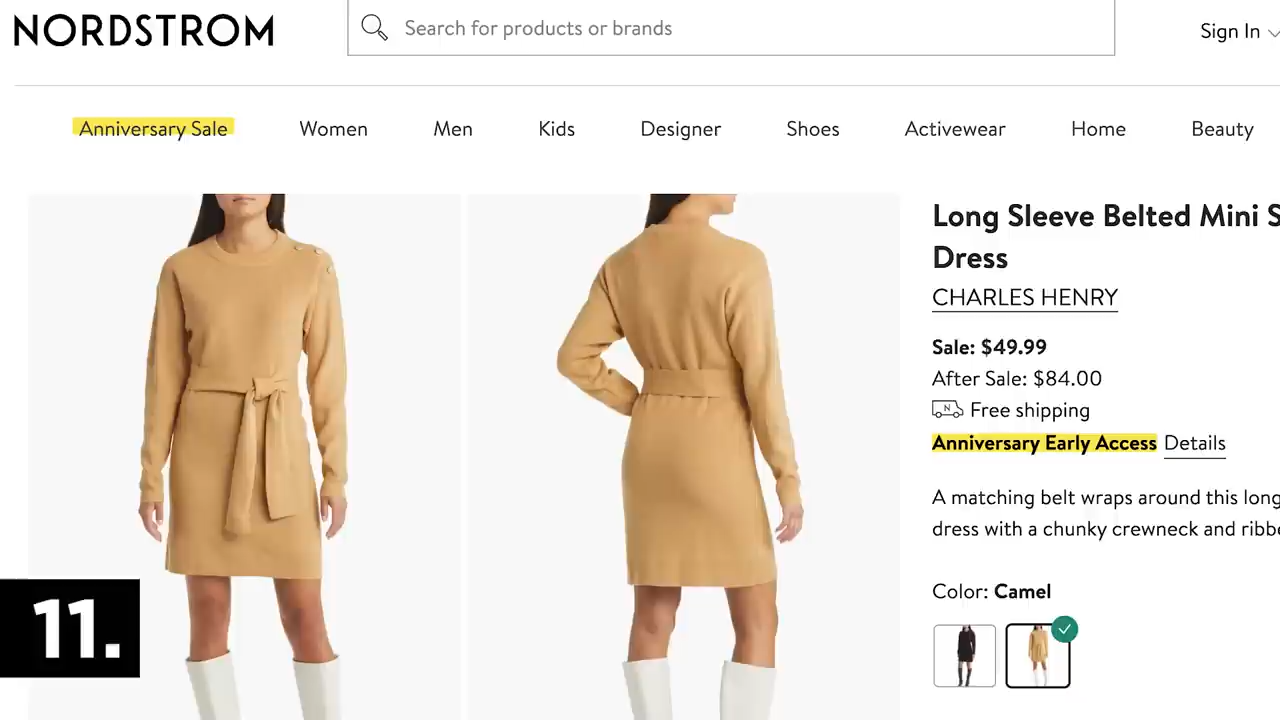 NORDSTROM
Search for products or brands
Sign In
Anniversary Sale Women Men Kids Designer Shoes Activewear Home Beauty
Long Sleeve Belted Mini S
Dress
CHARLES HENRY
Sale: $49.99
After Sale: $84.00
N Free shipping
Anniversary Early Access Details
A matching belt wraps around this long
dress with a chunky crewneck and ribb
Color: Camel
11.